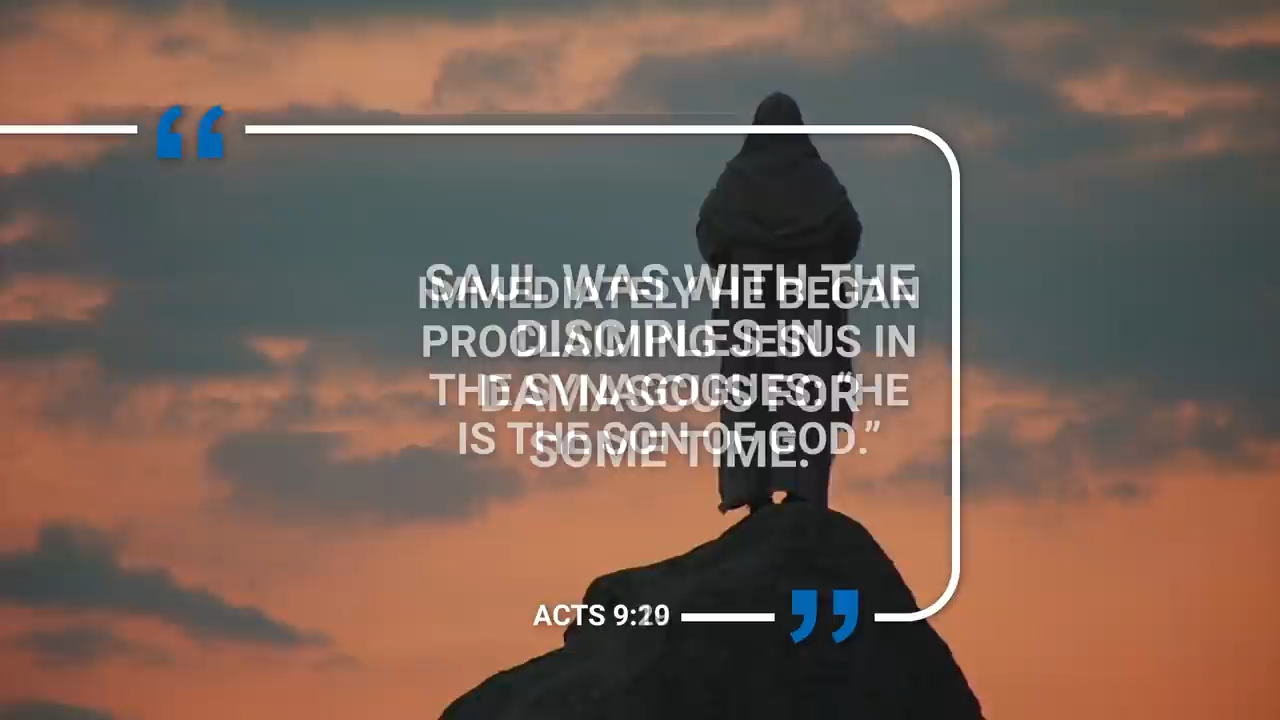 “
SAUL WAS WITH THE
DISCIPLES IN
DAMASCUS FOR
SOME TIME.
IMMEDIATELY HE BEGAN
PROCLAIMING JESUS IN
THE SYNAGOGUES: “HE
IS THE SON OF GOD.”
ACTS 9:20
”